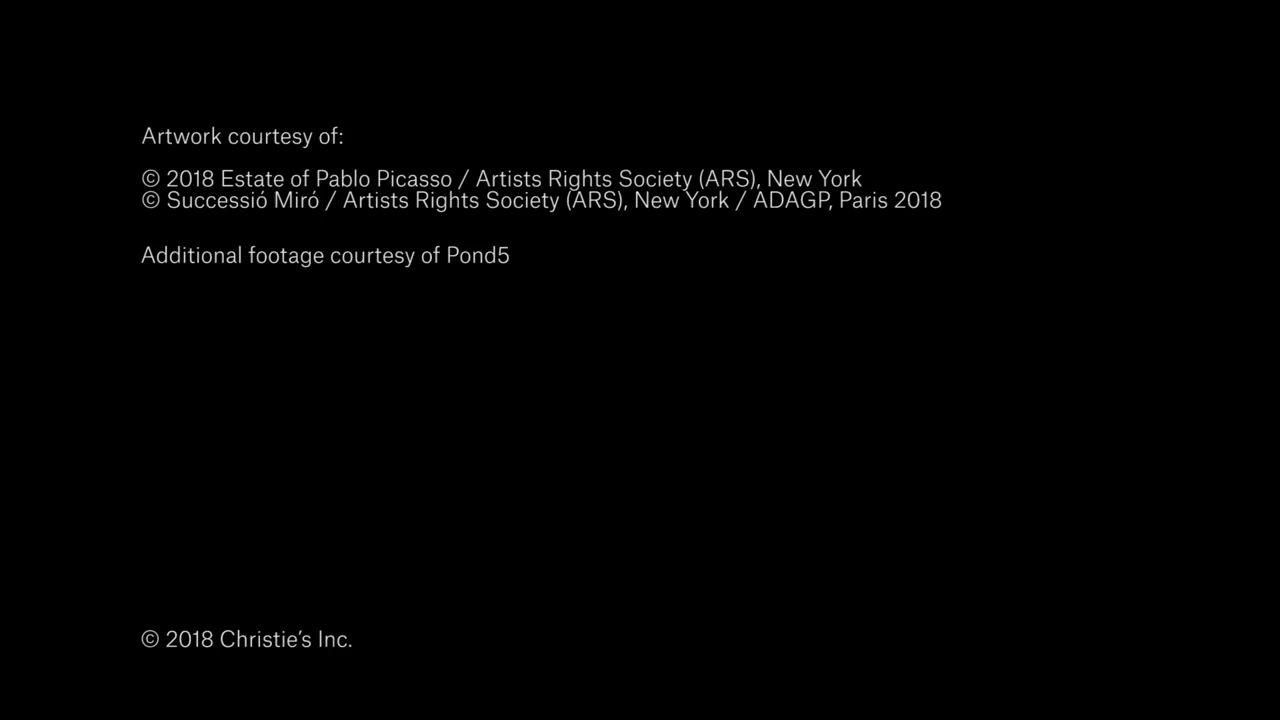 Artwork courtesy of:
© 2018 Estate of Pablo Picasso / Artists Rights Society (ARS), New York
© Successió Miró / Artists Rights Society (ARS), New York / ADAGP, Paris 2018
Additional footage courtesy of Pond5
© 2018 Christie’s Inc.